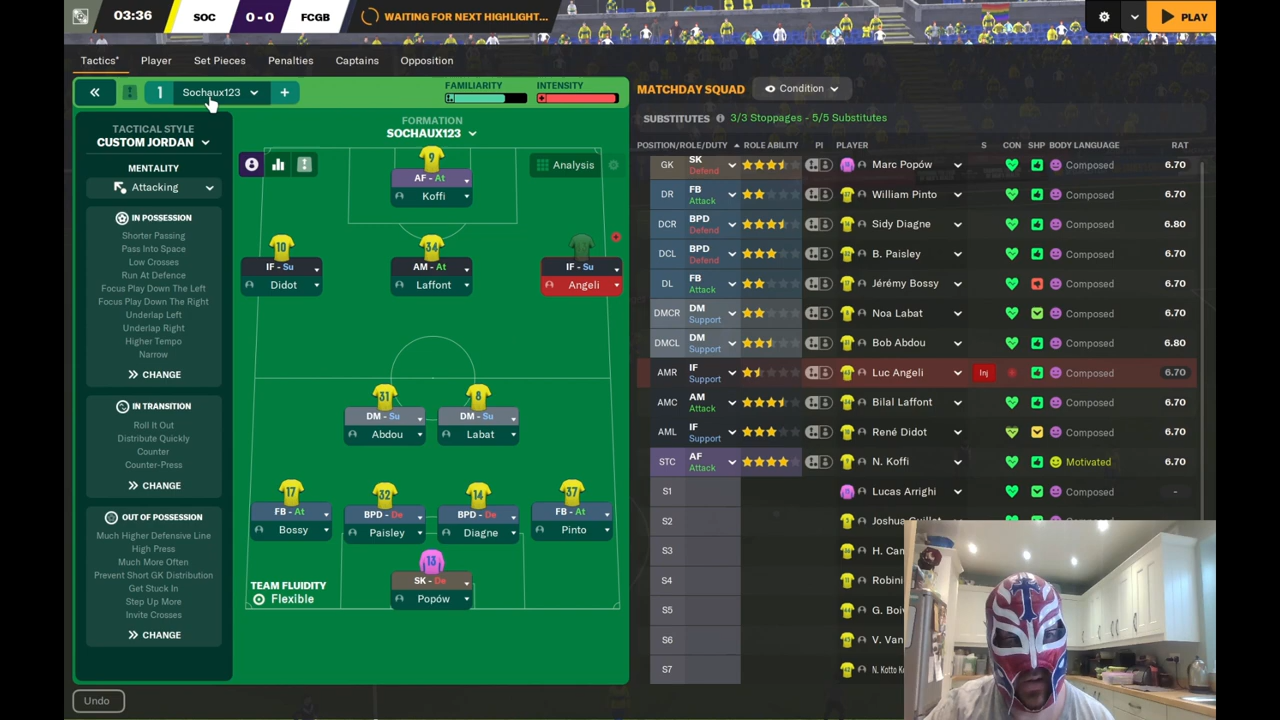 03:36 SOC 0 - 0 FCGB WAITING FOR NEXT HIGHLIGHT... PLAY
Tactics* Player Set Pieces Penalties Captains Opposition
1 Sochaux123 + FAMILIARITY INTENSITY
TACTICAL STYLE
CUSTOM JORDAN
MENTALITY
Attacking
IN POSSESSION
Shorter Passing
Pass Into Space
Low Crosses
Run At Defence
Focus Play Down The Left
Focus Play Down The Right
Underlap Left
Underlap Right
Higher Tempo
Narrow
CHANGE
IN TRANSITION
Roll It Out
Distribute Quickly
Counter
Counter-Press
CHANGE
OUT OF POSSESSION
Much Higher Defensive Line
High Press
Much More Often
Prevent Short GK Distribution
Get Stuck In
Step Up More
Invite Crosses
CHANGE
Undo
FORMATION
SOCHAUX123
Analysis
9
AF - At
Koffi
10 34
IF - Su AM - At IF - Su
Didot Laffont Angeli
31 8
DM - Su DM - Su
Abdou Labat
17 32 14 37
FB - At BPD - De BPD - De FB - At
Bossy Paisley Diagne Pinto
13
SK - De
Popów
TEAM FLUIDITY
Flexible
MATCHDAY SQUAD Condition
SUBSTITUTES 3/3 Stoppages - 5/5 Substitutes
POSITION/ROLE/DUTY ROLE ABILITY PI PLAYER S CON SHP BODY LANGUAGE RAT
GK SK Defend Marc Popów Composed 6.70
DR FB Attack William Pinto Composed 6.70
DCR BPD Defend Sidy Diagne Composed 6.80
DCL BPD Defend B. Paisley Composed 6.70
DL FB Attack Jérémy Bossy Composed 6.70
DMCR DM Support Noa Labat Composed 6.70
DMCL DM Support Bob Abdou Composed 6.80
AMR IF Support Luc Angeli Inj Composed 6.70
AMC AM Attack Bilal Laffont Composed 6.70
AML IF Support René Didot Composed 6.70
STC AF Attack N. Koffi Motivated 6.70
S1 Lucas Arrighi Composed -
S2 Joshua
S3 H.
S4
S5 G.
S6 V. Van
S7 N. Kotto